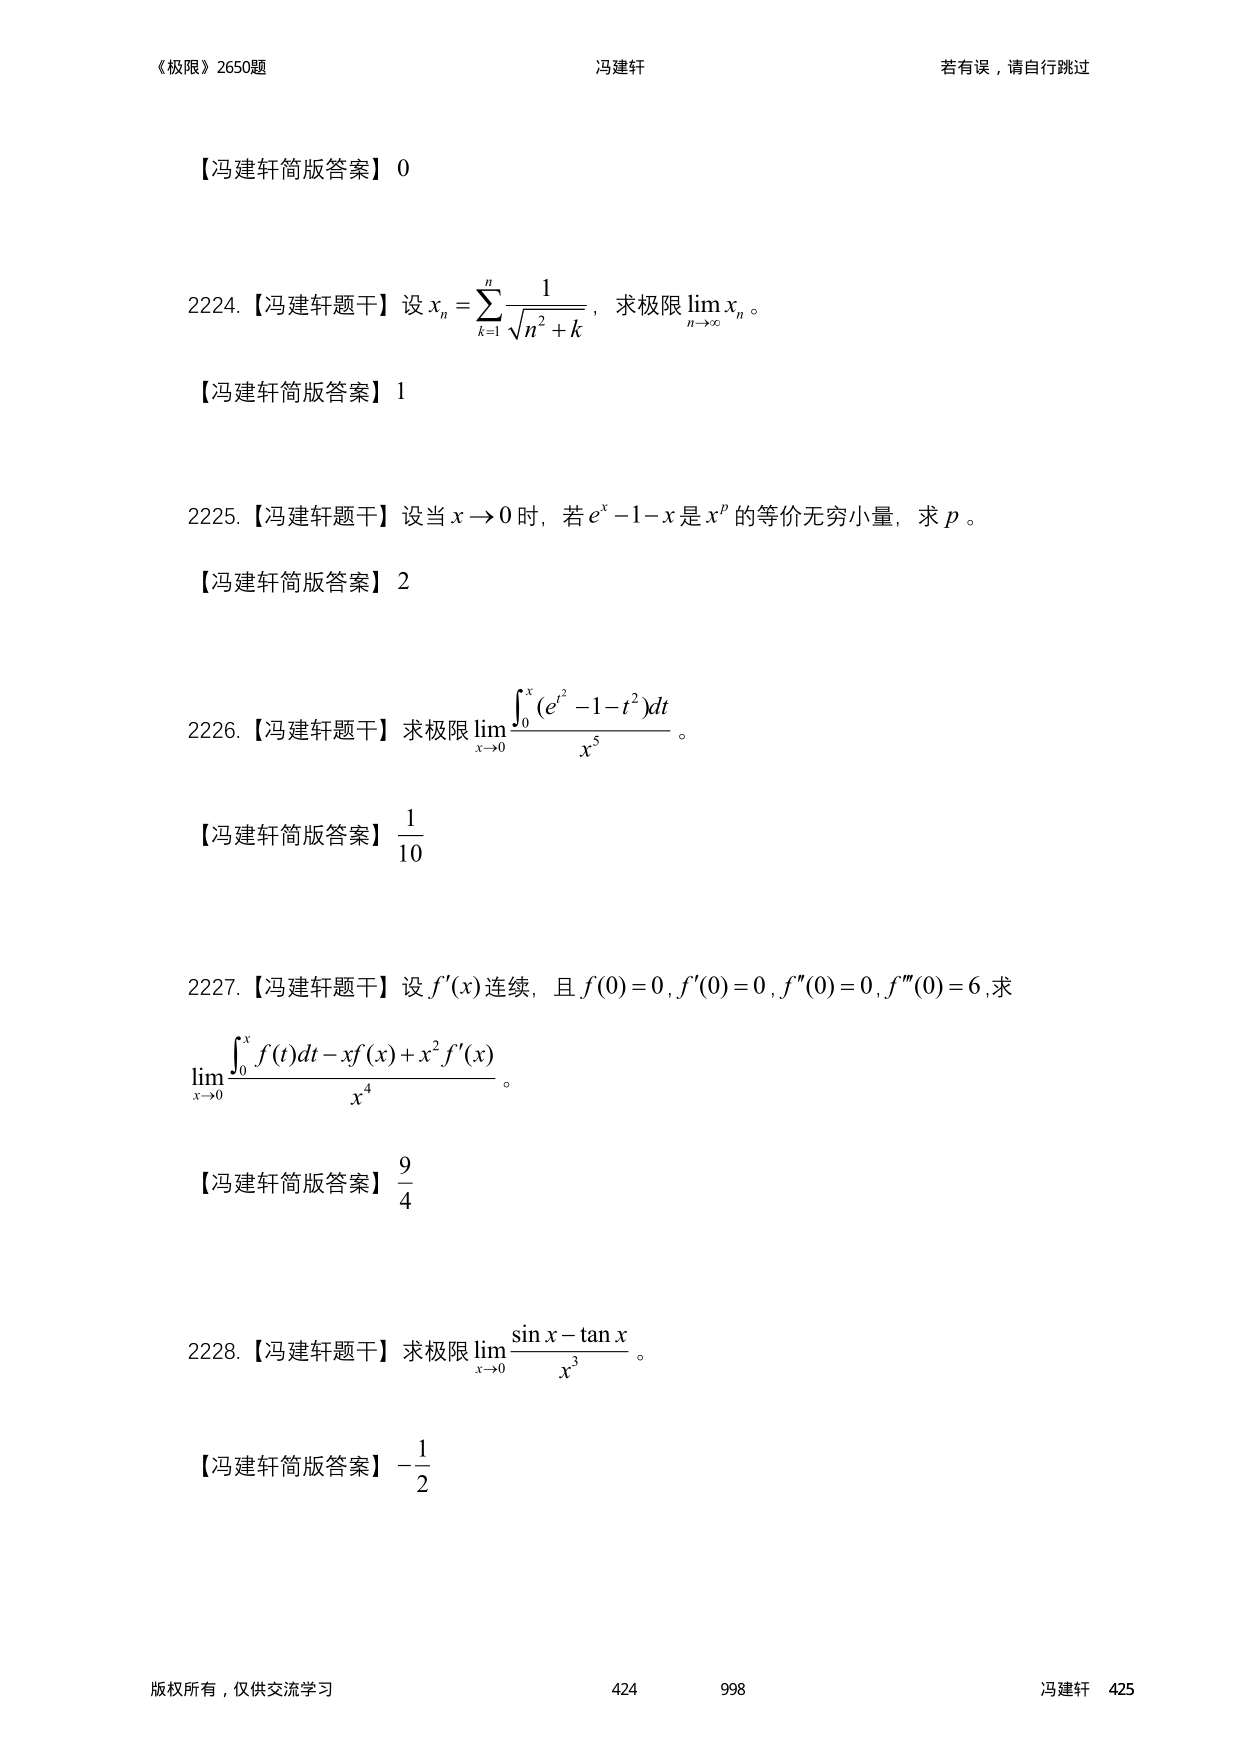 《极限》2650题 冯建轩 若有误，请自行跳过
【冯建轩简版答案】0
2224.【冯建轩题干】设 $x_n=\sum_{k=1}^{n}\frac{1}{\sqrt{n^2+k}}$，求极限 $\lim_{n\to\infty}x_n$。
【冯建轩简版答案】1
2225.【冯建轩题干】设当 $x\to 0$ 时，若 $e^x-1-x$ 是 $x^p$ 的等价无穷小量，求 $p$。
【冯建轩简版答案】2
2226.【冯建轩题干】求极限 $\lim_{x\to 0}\frac{\int_0^x(e^{t^2}-1-t^2)dt}{x^5}$。
【冯建轩简版答案】$\frac{1}{10}$
2227.【冯建轩题干】设 $f'(x)$ 连续，且 $f(0)=0,f'(0)=0,f''(0)=0,f'''(0)=6$,求
$\lim_{x\to 0}\frac{\int_0^x f(t)dt-xf(x)+x^2f'(x)}{x^4}$。
【冯建轩简版答案】$\frac{9}{4}$
2228.【冯建轩题干】求极限 $\lim_{x\to 0}\frac{\sin x-\tan x}{x^3}$。
【冯建轩简版答案】$-\frac{1}{2}$
版权所有，仅供交流学习 424 998 冯建轩 425